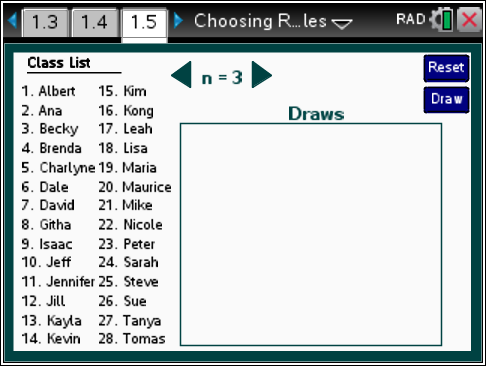 1.3 1.4 1.5 Choosing R...les RAD
Class List
n = 3
Reset
Draw
Draws
1. Albert 15. Kim
2. Ana 16. Kong
3. Becky 17. Leah
4. Brenda 18. Lisa
5. Charlyne 19. Maria
6. Dale 20. Maurice
7. David 21. Mike
8. Githa 22. Nicole
9. Isaac 23. Peter
10. Jeff 24. Sarah
11. Jennifer 25. Steve
12. Jill 26. Sue
13. Kayla 27. Tanya
14. Kevin 28. Tomas